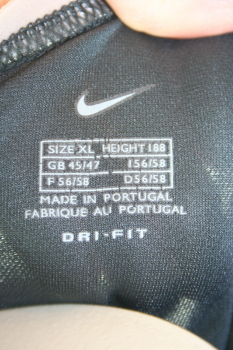 SIZE XL HEIGHT 188
GB 45/47 I 56/58
F 56/58 D 56/58
MADE IN PORTUGAL
FABRIQUE AU PORTUGAL
DRI-FIT